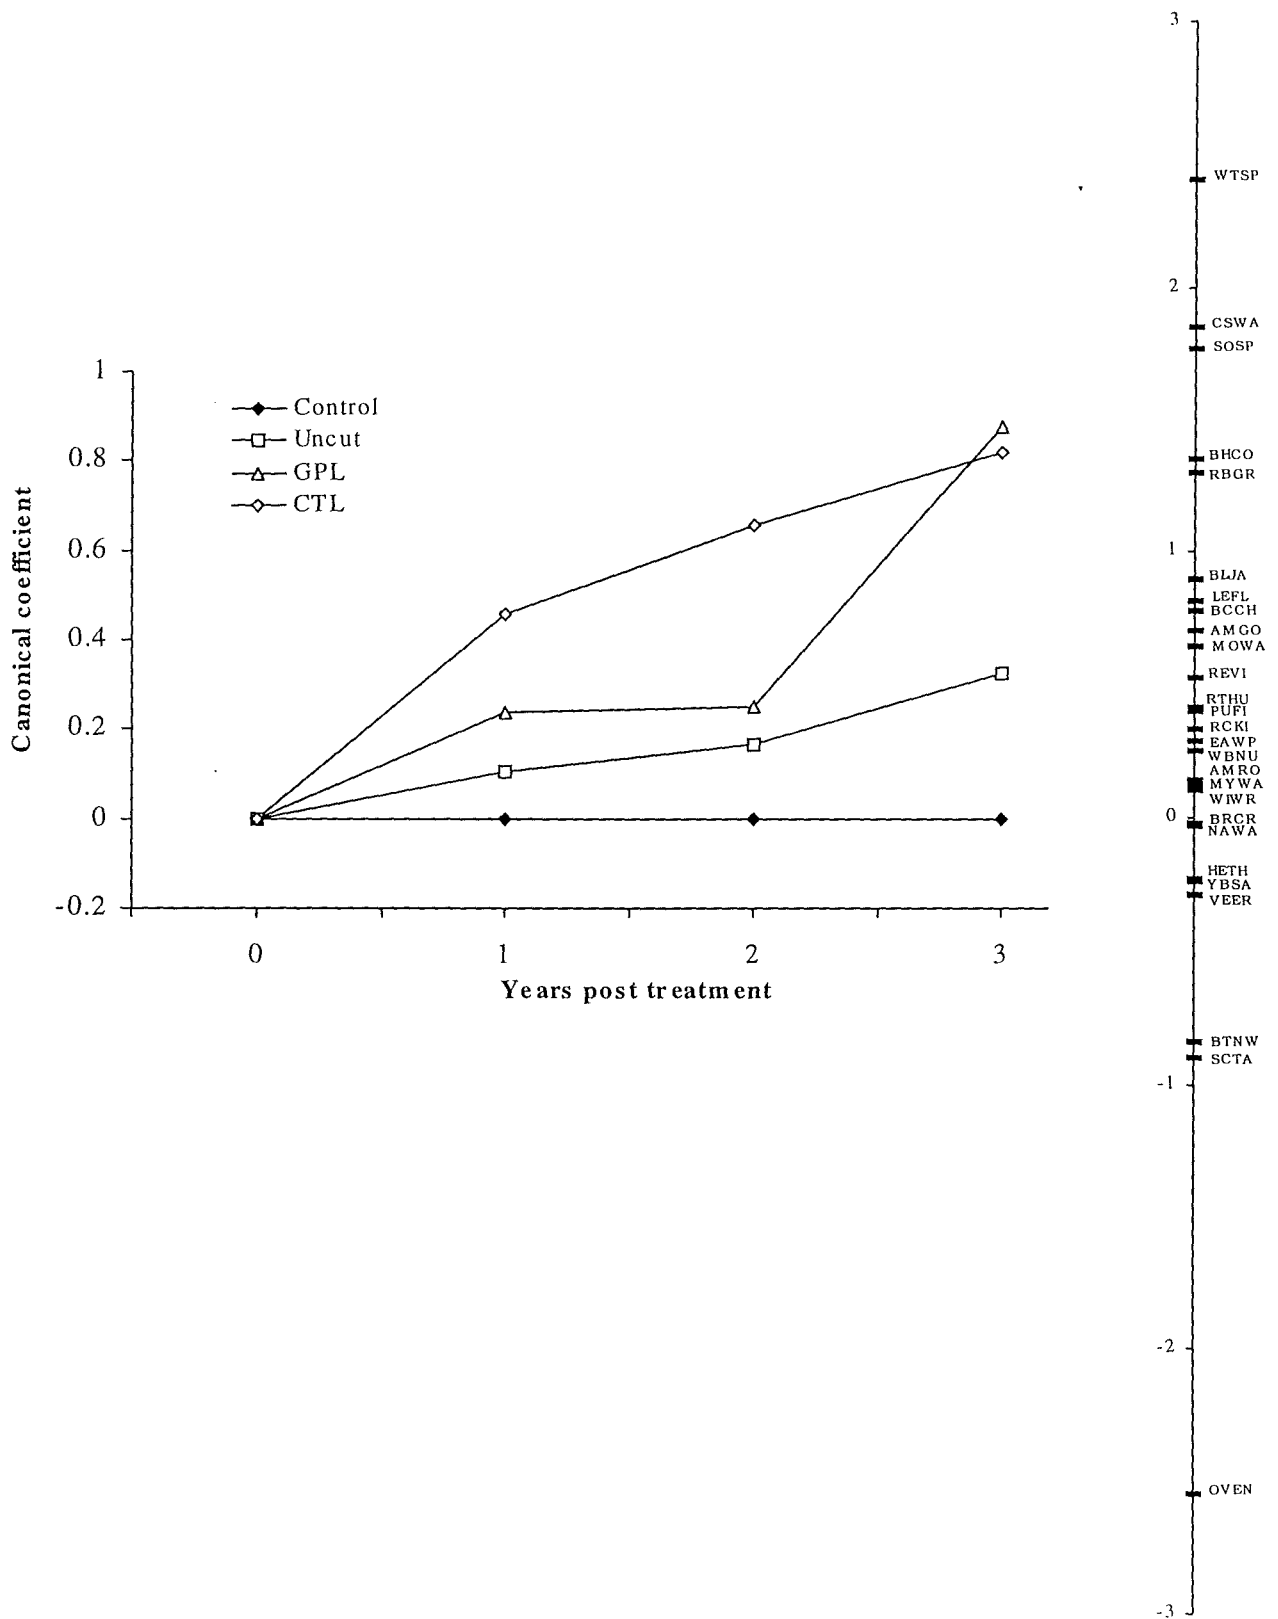 Canonical coefficient
1
0.8
0.6
0.4
0.2
0
-0.2
Control
Uncut
GPL
CTL
0 1 2 3
Years post treatment
3
WTSP
2
CSWA
SOSP
BHCO
RBGR
1
BLJA
LEFL
BCCH
AMGO
MOWA
REVI
RTHU
PUFI
RCKI
EAWP
WBNU
AMRO
MYWA
WIWR
0
BRCR
NAWA
HETH
YBSA
VEER
BTNW
SCTA
-1
-2
OVEN
-3